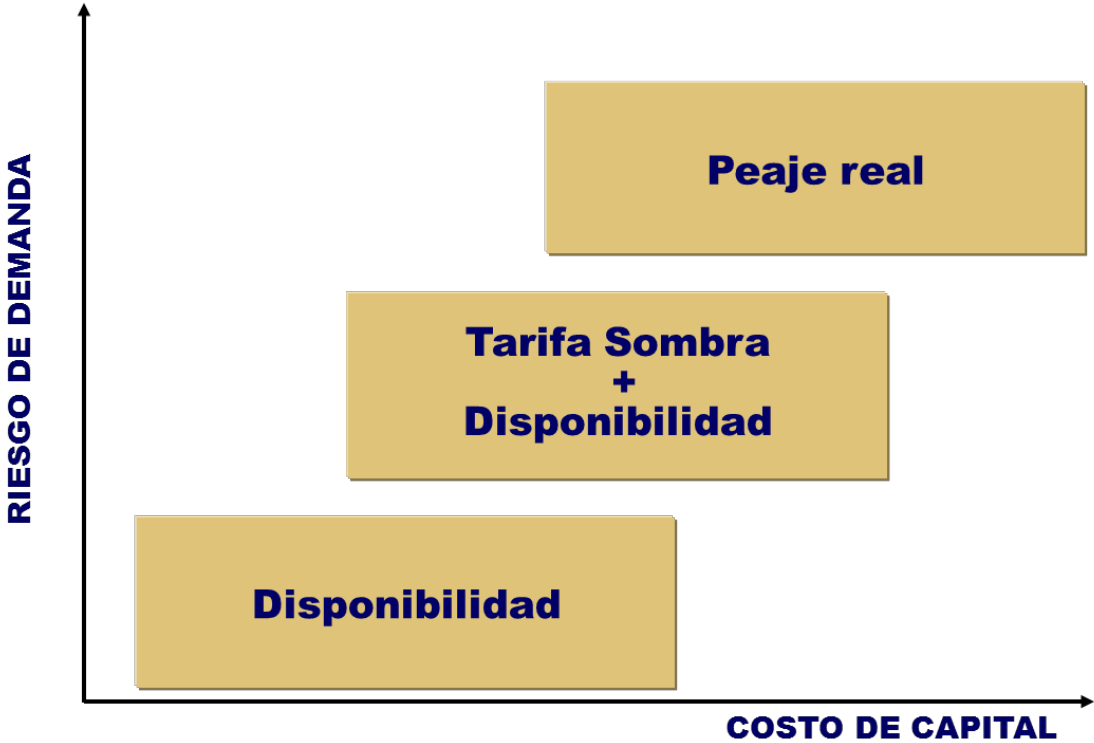 RIESGO DE DEMANDA
Peaje real
Tarifa Sombra
+
Disponibilidad
Disponibilidad
COSTO DE CAPITAL